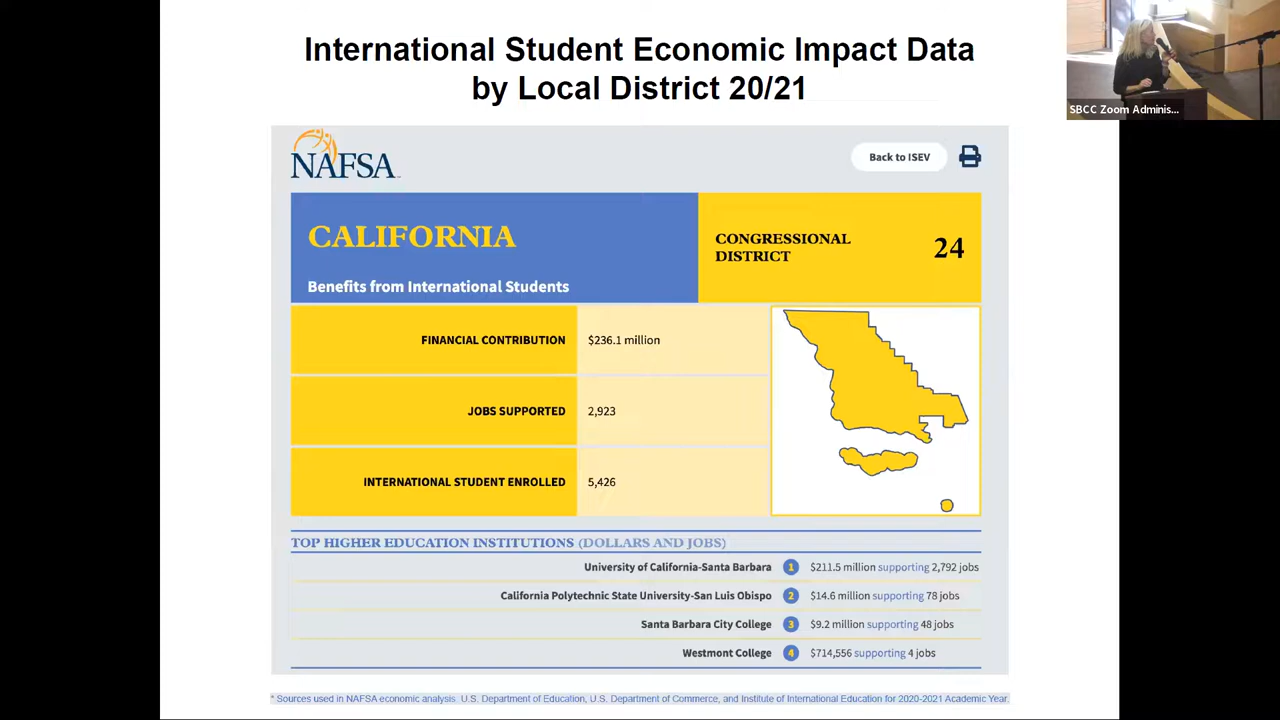 International Student Economic Impact Data
by Local District 20/21
SBCC Zoom Adminis...
NAFSA
Back to ISEV
CALIFORNIA
Benefits from International Students
CONGRESSIONAL
DISTRICT
24
FINANCIAL CONTRIBUTION $236.1 million
JOBS SUPPORTED 2,923
INTERNATIONAL STUDENT ENROLLED 5,426
TOP HIGHER EDUCATION INSTITUTIONS (DOLLARS AND JOBS)
University of California-Santa Barbara 1 $211.5 million supporting 2,792 jobs
California Polytechnic State University-San Luis Obispo 2 $14.6 million supporting 78 jobs
Santa Barbara City College 3 $9.2 million supporting 48 jobs
Westmont College 4 $714,556 supporting 4 jobs
* Sources used in NAFSA economic analysis. U.S. Department of Education, U.S. Department of Commerce, and Institute of International Education for 2020-2021 Academic Year.